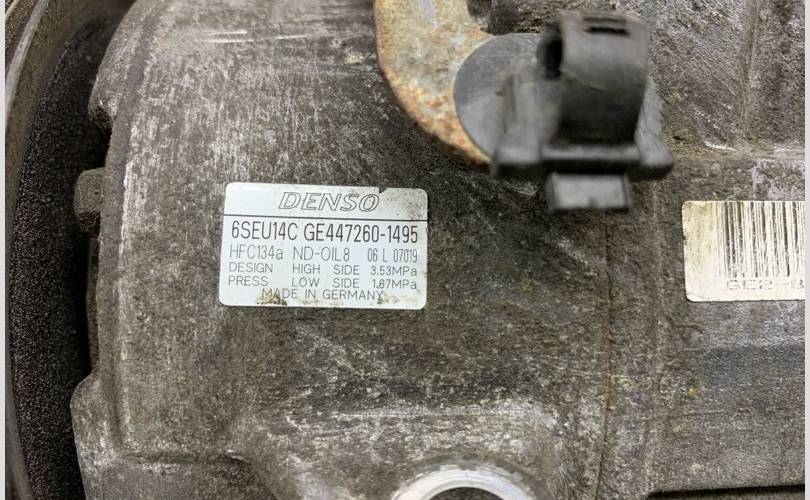 DENSO
6SEU14C GE447260-1495
HFC134a ND-OIL8 06 L 07019
DESIGN HIGH SIDE 3.53MPa
PRESS LOW SIDE 1.87MPa
MADE IN GERMANY